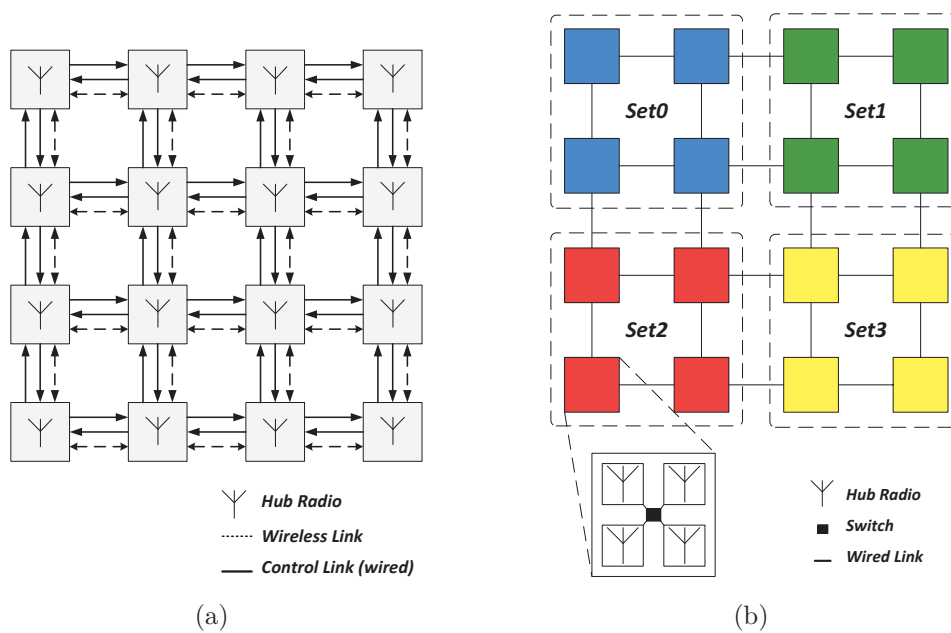 Set0
Set1
Set2
Set3
Hub Radio
Wireless Link
Control Link (wired)
Hub Radio
Switch
Wired Link
(a)
(b)